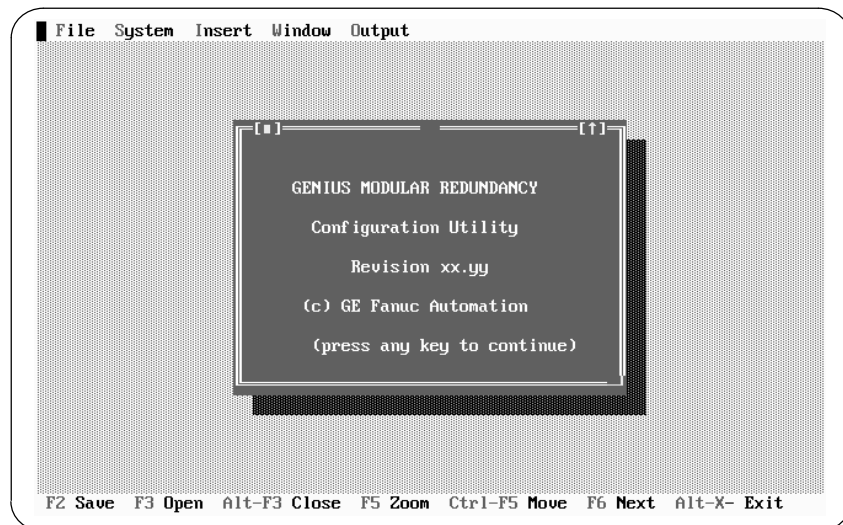 File System Insert Window Output
[■] [↑]
GENIUS MODULAR REDUNDANCY
Configuration Utility
Revision xx.yy
(c) GE Fanuc Automation
(press any key to continue)
F2 Save F3 Open Alt-F3 Close F5 Zoom Ctrl-F5 Move F6 Next Alt-X- Exit